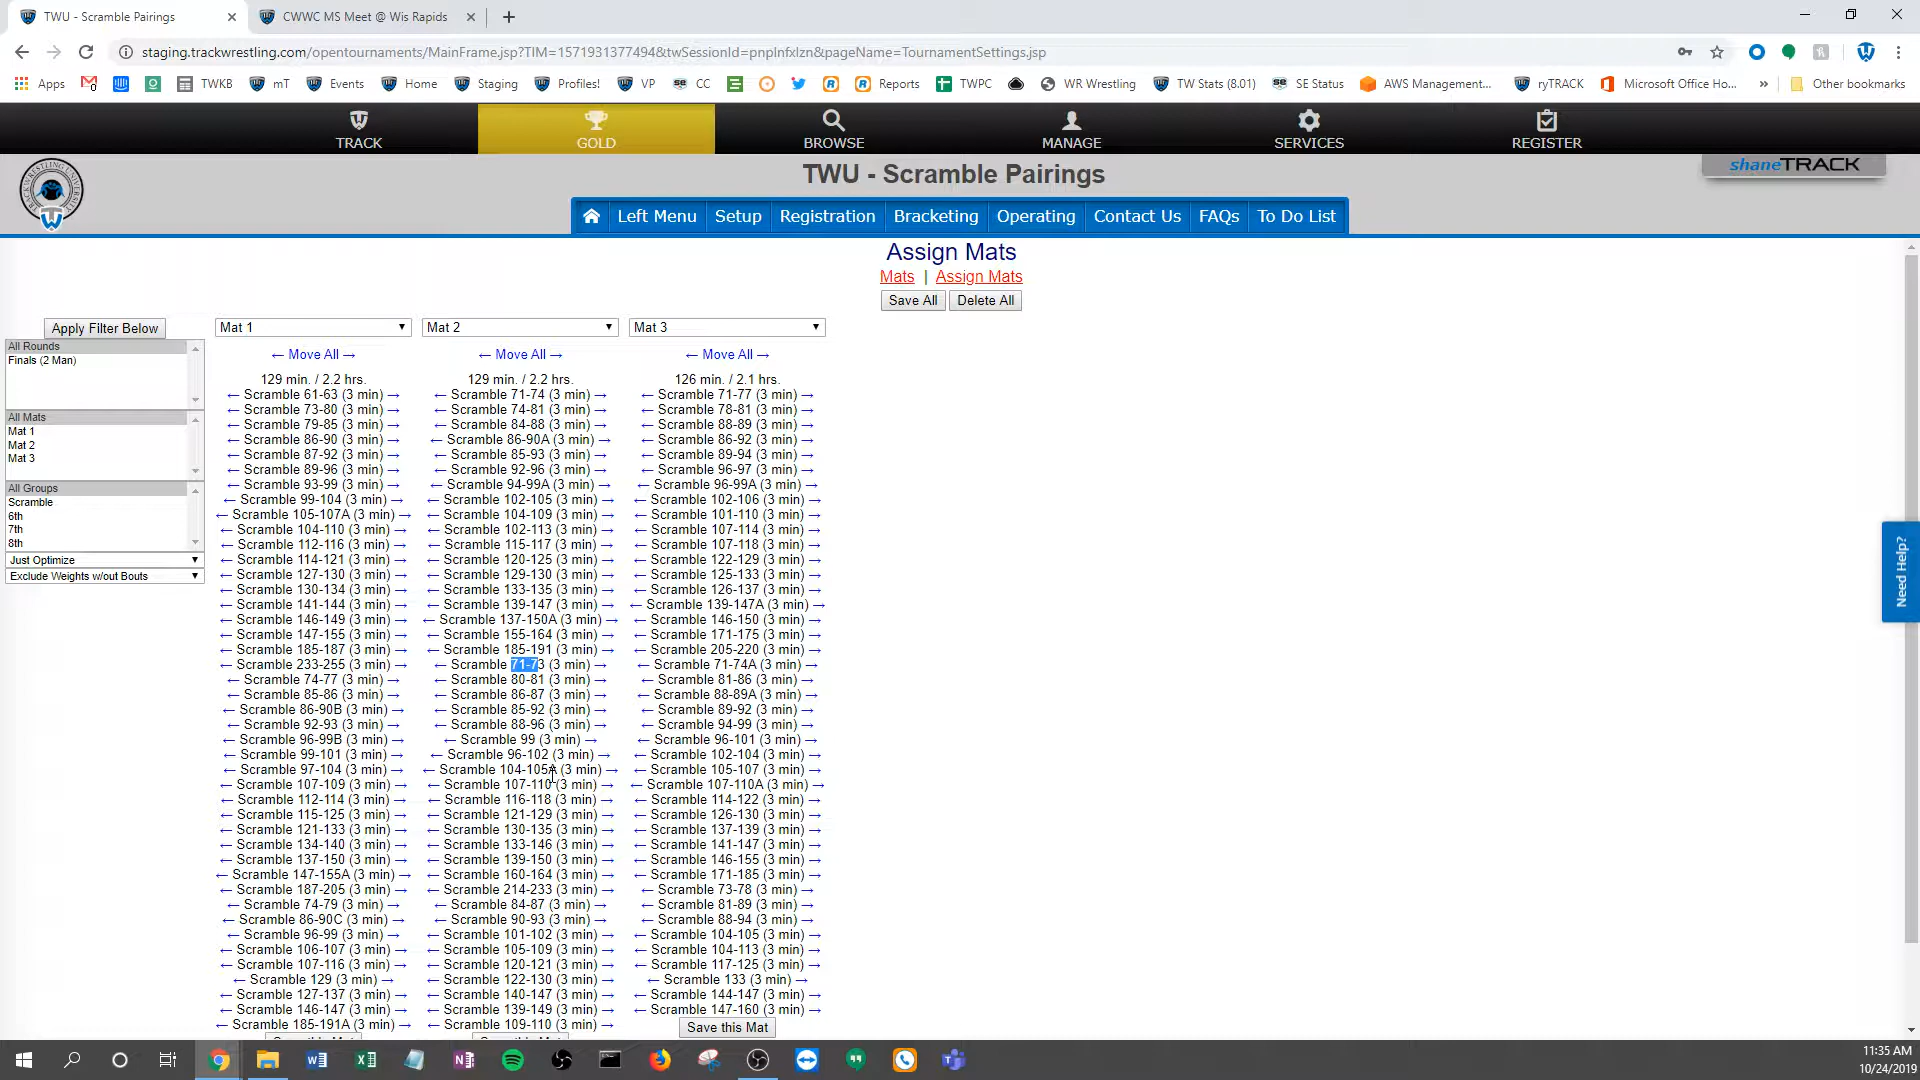 TWU - Scramble Pairings
CWWC MS Meet @ Wis Rapids
staging.trackwrestling.com/opentournaments/MainFrame.jsp?TIM=1571931377494&twSessionId=pnplnfxlzn&pageName=TournamentSettings.jsp
Apps TWKB mT Events Home Staging Profiles! VP CC Reports TWPC WR Wrestling TW Stats (8.01) SE Status AWS Management... ryTRACK Microsoft Office Ho... » Other bookmarks
TRACK GOLD BROWSE MANAGE SERVICES REGISTER
TWU - Scramble Pairings
shaneTRACK
Left Menu Setup Registration Bracketing Operating Contact Us FAQs To Do List
Assign Mats
Mats | Assign Mats
Save All Delete All
Apply Filter Below
All Rounds
Finals (2 Man)
All Mats
Mat 1
Mat 2
Mat 3
All Groups
Scramble
6th
7th
8th
Just Optimize
Exclude Weights w/out Bouts
Mat 1 Mat 2 Mat 3
← Move All → ← Move All → ← Move All →
129 min. / 2.2 hrs. 129 min. / 2.2 hrs. 126 min. / 2.1 hrs.
← Scramble 61-63 (3 min) → ← Scramble 71-74 (3 min) → ← Scramble 71-77 (3 min) →
← Scramble 73-80 (3 min) → ← Scramble 74-81 (3 min) → ← Scramble 78-81 (3 min) →
← Scramble 79-85 (3 min) → ← Scramble 84-88 (3 min) → ← Scramble 88-89 (3 min) →
← Scramble 86-90 (3 min) → ← Scramble 86-90A (3 min) → ← Scramble 86-92 (3 min) →
← Scramble 87-92 (3 min) → ← Scramble 85-93 (3 min) → ← Scramble 89-94 (3 min) →
← Scramble 89-96 (3 min) → ← Scramble 92-96 (3 min) → ← Scramble 96-97 (3 min) →
← Scramble 93-99 (3 min) → ← Scramble 94-99A (3 min) → ← Scramble 96-99A (3 min) →
← Scramble 99-104 (3 min) → ← Scramble 102-105 (3 min) → ← Scramble 102-106 (3 min) →
← Scramble 105-107A (3 min) → ← Scramble 104-109 (3 min) → ← Scramble 101-110 (3 min) →
← Scramble 104-110 (3 min) → ← Scramble 102-113 (3 min) → ← Scramble 107-114 (3 min) →
← Scramble 112-116 (3 min) → ← Scramble 115-117 (3 min) → ← Scramble 107-118 (3 min) →
← Scramble 114-121 (3 min) → ← Scramble 120-125 (3 min) → ← Scramble 122-129 (3 min) →
← Scramble 127-130 (3 min) → ← Scramble 129-130 (3 min) → ← Scramble 125-133 (3 min) →
← Scramble 130-134 (3 min) → ← Scramble 133-135 (3 min) → ← Scramble 126-137 (3 min) →
← Scramble 141-144 (3 min) → ← Scramble 139-147 (3 min) → ← Scramble 139-147A (3 min) →
← Scramble 146-149 (3 min) → ← Scramble 137-150A (3 min) → ← Scramble 146-150 (3 min) →
← Scramble 147-155 (3 min) → ← Scramble 155-164 (3 min) → ← Scramble 171-175 (3 min) →
← Scramble 185-187 (3 min) → ← Scramble 185-191 (3 min) → ← Scramble 205-220 (3 min) →
← Scramble 233-255 (3 min) → ← Scramble 71-73 (3 min) → ← Scramble 71-74A (3 min) →
← Scramble 74-77 (3 min) → ← Scramble 80-81 (3 min) → ← Scramble 81-86 (3 min) →
← Scramble 85-86 (3 min) → ← Scramble 86-87 (3 min) → ← Scramble 88-89A (3 min) →
← Scramble 86-90B (3 min) → ← Scramble 85-92 (3 min) → ← Scramble 89-92 (3 min) →
← Scramble 92-93 (3 min) → ← Scramble 88-96 (3 min) → ← Scramble 94-99 (3 min) →
← Scramble 96-99B (3 min) → ← Scramble 99 (3 min) → ← Scramble 96-101 (3 min) →
← Scramble 99-101 (3 min) → ← Scramble 96-102 (3 min) → ← Scramble 102-104 (3 min) →
← Scramble 97-104 (3 min) → ← Scramble 104-105A (3 min) → ← Scramble 105-107 (3 min) →
← Scramble 107-109 (3 min) → ← Scramble 107-110 (3 min) → ← Scramble 107-110A (3 min) →
← Scramble 112-114 (3 min) → ← Scramble 116-118 (3 min) → ← Scramble 114-122 (3 min) →
← Scramble 115-125 (3 min) → ← Scramble 121-129 (3 min) → ← Scramble 126-130 (3 min) →
← Scramble 121-133 (3 min) → ← Scramble 130-135 (3 min) → ← Scramble 137-139 (3 min) →
← Scramble 134-140 (3 min) → ← Scramble 133-146 (3 min) → ← Scramble 141-147 (3 min) →
← Scramble 137-150 (3 min) → ← Scramble 139-150 (3 min) → ← Scramble 146-155 (3 min) →
← Scramble 147-155A (3 min) → ← Scramble 160-164 (3 min) → ← Scramble 171-185 (3 min) →
← Scramble 187-205 (3 min) → ← Scramble 214-233 (3 min) → ← Scramble 73-78 (3 min) →
← Scramble 74-79 (3 min) → ← Scramble 84-87 (3 min) → ← Scramble 81-89 (3 min) →
← Scramble 86-90C (3 min) → ← Scramble 90-93 (3 min) → ← Scramble 88-94 (3 min) →
← Scramble 96-99 (3 min) → ← Scramble 101-102 (3 min) → ← Scramble 104-105 (3 min) →
← Scramble 106-107 (3 min) → ← Scramble 105-109 (3 min) → ← Scramble 104-113 (3 min) →
← Scramble 107-116 (3 min) → ← Scramble 120-121 (3 min) → ← Scramble 117-125 (3 min) →
← Scramble 129 (3 min) → ← Scramble 122-130 (3 min) → ← Scramble 133 (3 min) →
← Scramble 127-137 (3 min) → ← Scramble 140-147 (3 min) → ← Scramble 144-147 (3 min) →
← Scramble 146-147 (3 min) → ← Scramble 139-149 (3 min) → ← Scramble 147-160 (3 min) →
← Scramble 185-191A (3 min) → ← Scramble 109-110 (3 min) → Save this Mat
Need Help?
11:35 AM
10/24/2019